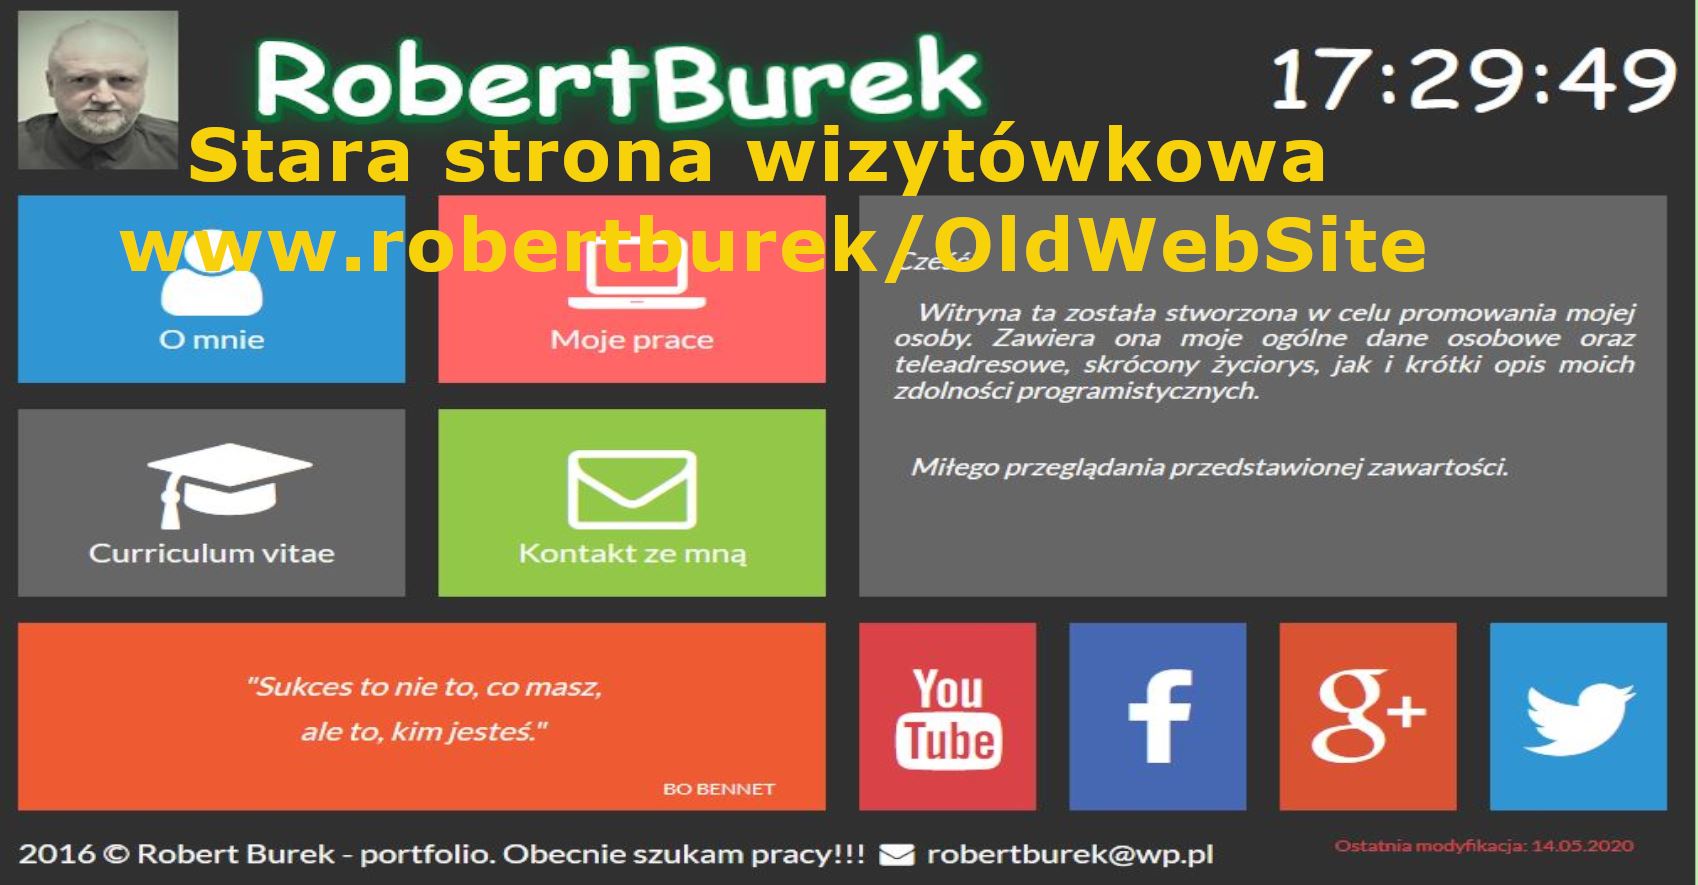 RobertBurek
17:29:49
Stara strona wizytówkowa
www.robertburek/OldWebSite
O mnie
Moje prace
Cześć
Witryna ta została stworzona w celu promowania mojej
osoby. Zawiera ona moje ogólne dane osobowe oraz
teleadresowe, skrócony życiorys, jak i krótki opis moich
zdolności programistycznych.
Miłego przeglądania przedstawionej zawartości.
Curriculum vitae
Kontakt ze mną
"Sukces to nie to, co masz,
ale to, kim jesteś."
BO BENNET
You
Tube
f
g+
2016 © Robert Burek - portfolio. Obecnie szukam pracy!!! robertburek@wp.pl
Ostatnia modyfikacja: 14.05.2020